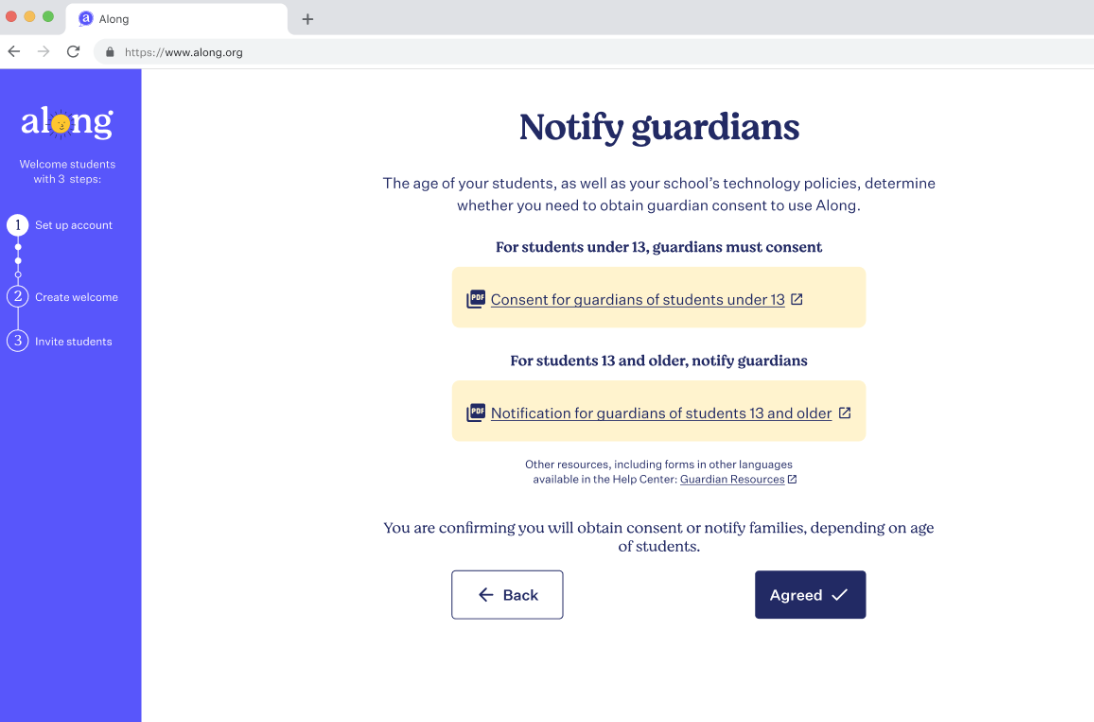 Along
https://www.along.org
along
Welcome students
with 3 steps:
1 Set up account
2 Create welcome
3 Invite students
Notify guardians
The age of your students, as well as your school’s technology policies, determine
whether you need to obtain guardian consent to use Along.
For students under 13, guardians must consent
PDF Consent for guardians of students under 13
For students 13 and older, notify guardians
PDF Notification for guardians of students 13 and older
Other resources, including forms in other languages
available in the Help Center: Guardian Resources
You are confirming you will obtain consent or notify families, depending on age
of students.
Back
Agreed